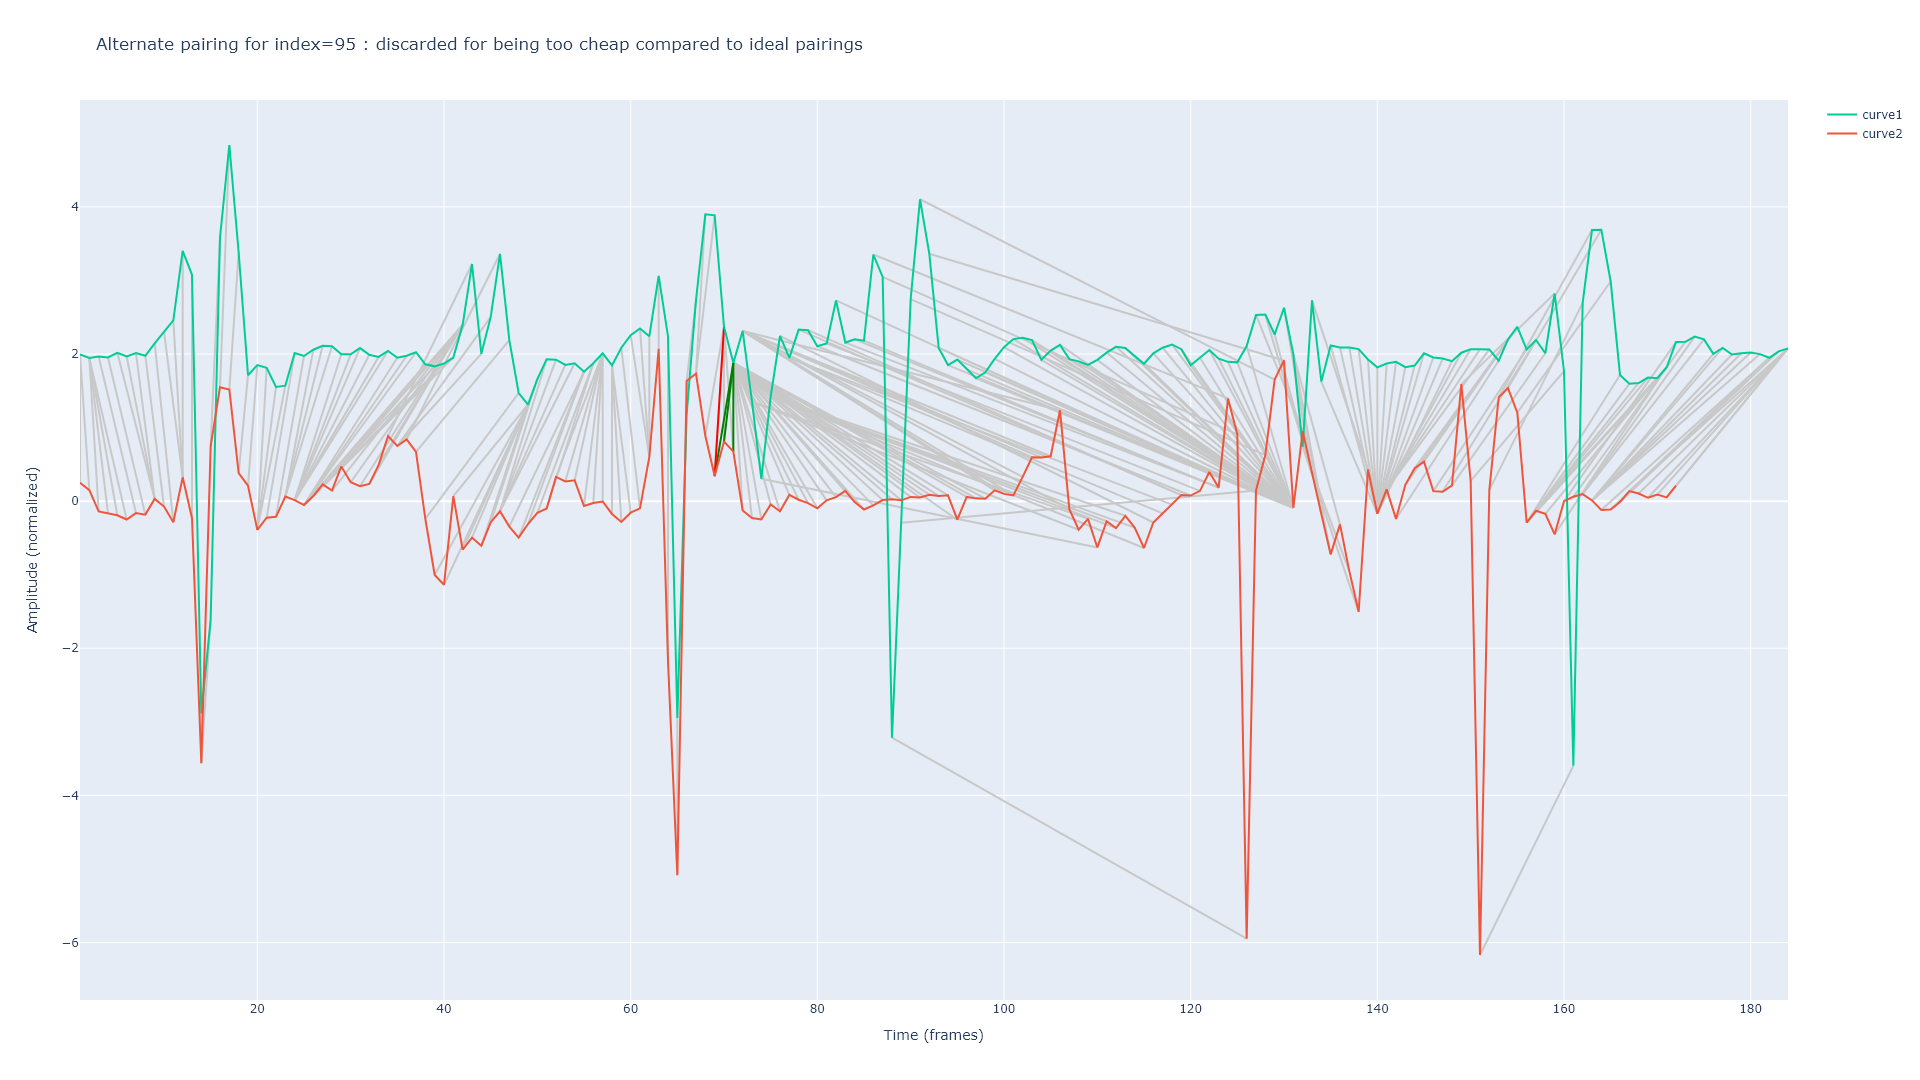 Alternate pairing for index=95 : discarded for being too cheap compared to ideal pairings
curve1
curve2
Amplitude (normalized)
4
2
0
−2
−4
−6
20 40 60 80 100 120 140 160 180
Time (frames)